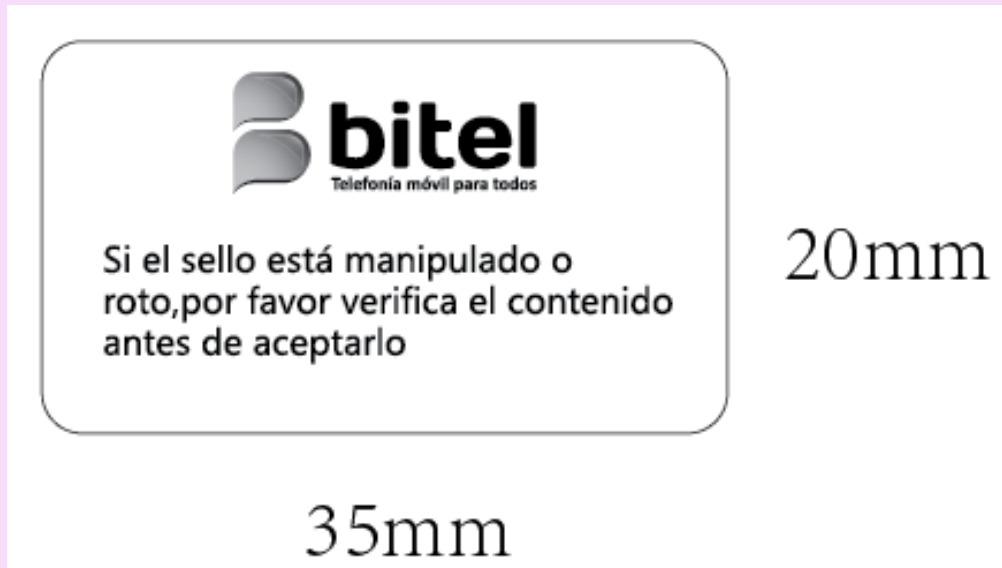 bitel
Telefonía móvil para todos
Si el sello está manipulado o
roto,por favor verifica el contenido
antes de aceptarlo
20mm
35mm